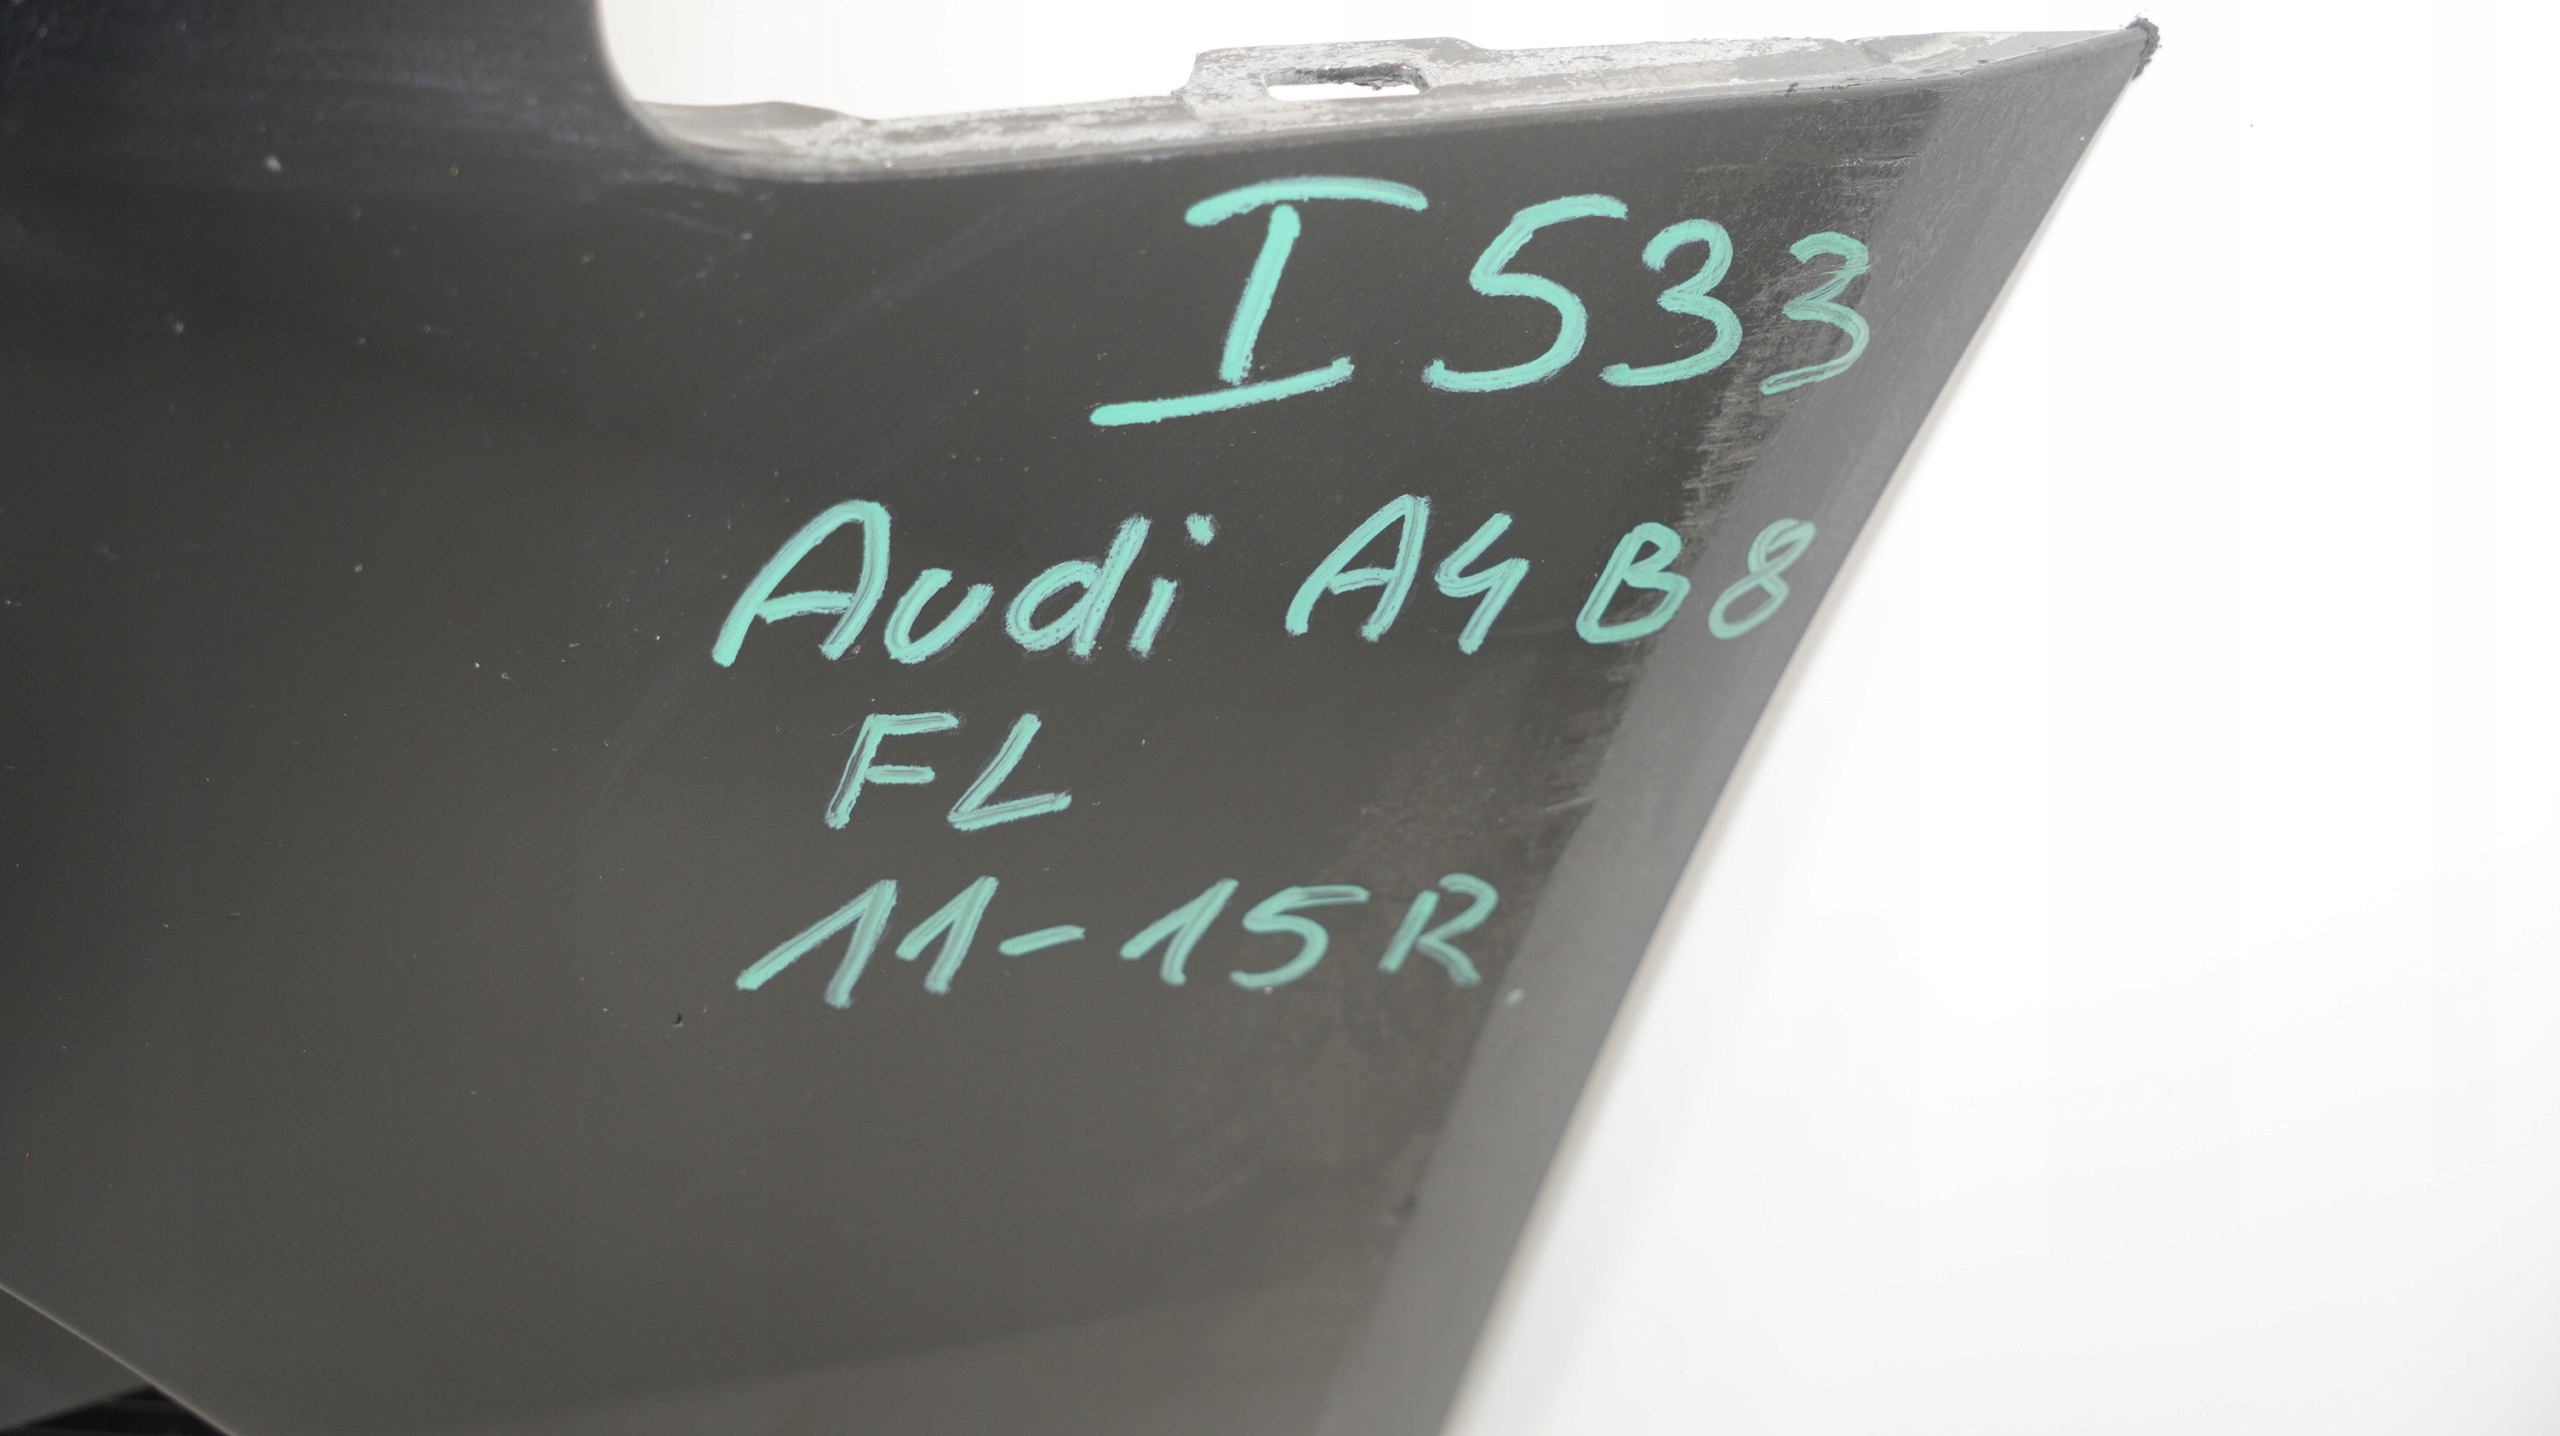 I533
Audi A4 B8
FL
11-15R.